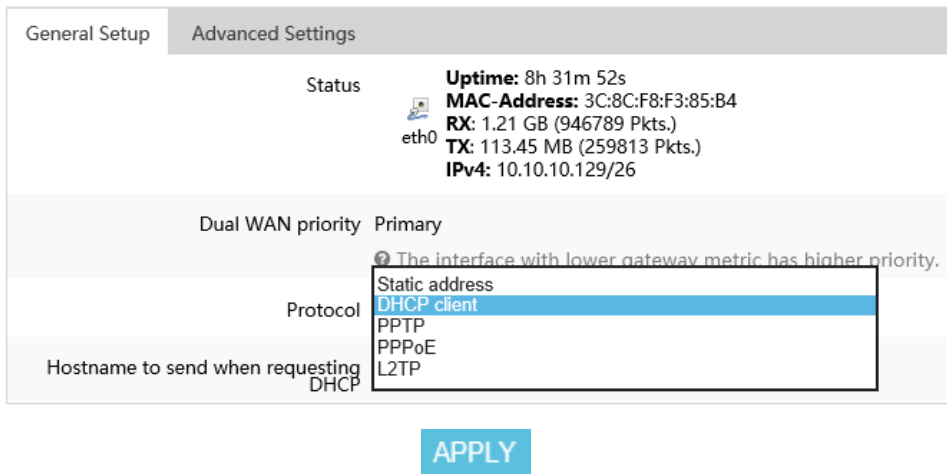 General Setup
Advanced Settings
Status
eth0
Uptime: 8h 31m 52s
MAC-Address: 3C:8C:F8:F3:85:B4
RX: 1.21 GB (946789 Pkts.)
TX: 113.45 MB (259813 Pkts.)
IPv4: 10.10.10.129/26
Dual WAN priority
Primary
The interface with lower gateway metric has higher priority.
Protocol
Static address
DHCP client
PPTP
PPPoE
L2TP
Hostname to send when requesting
DHCP
APPLY